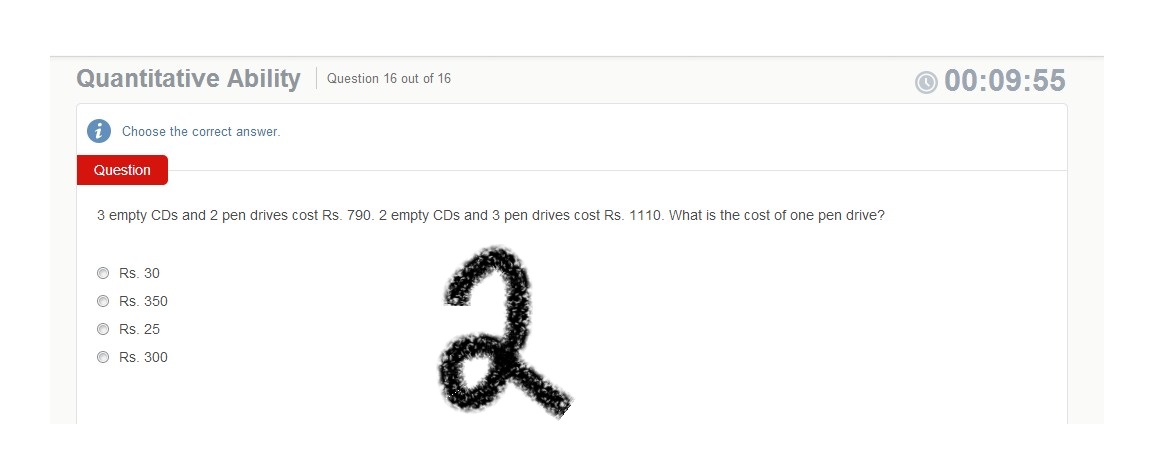 Quantitative Ability Question 16 out of 16 00:09:55
i Choose the correct answer.
Question
3 empty CDs and 2 pen drives cost Rs. 790. 2 empty CDs and 3 pen drives cost Rs. 1110. What is the cost of one pen drive?
Rs. 30
Rs. 350
Rs. 25
Rs. 300
2